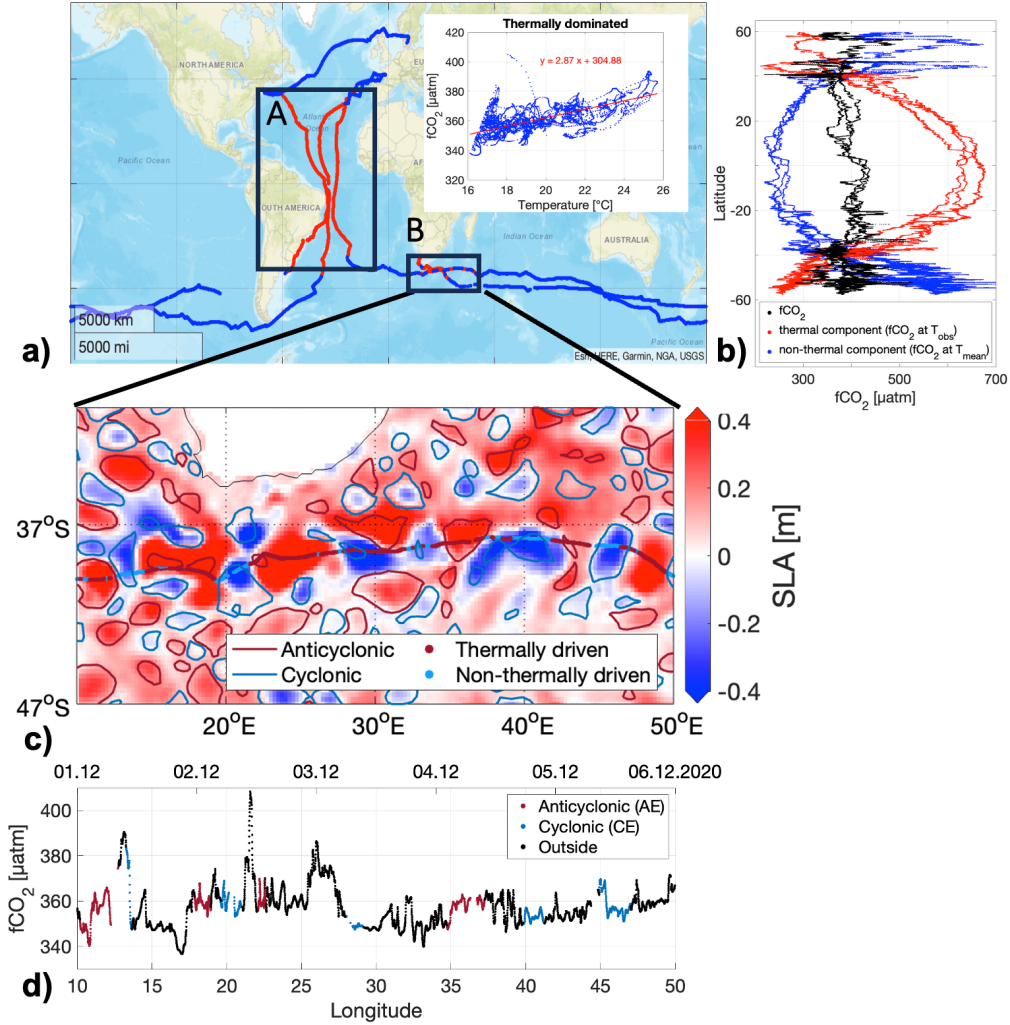 a)
NORTH AMERICA
Atlantic
Ocean
Pacific Ocean
EU
AF
SOUTH AMERICA
Indian Ocean
AUSTRALIA
Pacific Ocean
A
B
5000 km
5000 mi
Esri, HERE, Garmin, NGA, USGS
Thermally dominated
420
400
380
360
340
320
fCO2 [µatm]
y = 2.87 x + 304.88
16 18 20 22 24 26
Temperature [°C]
b)
60
20
-20
-60
Latitude
fCO2
thermal component (fCO2 at Tobs)
non-thermal component (fCO2 at Tmean)
300 500 700
fCO2 [µatm]
c)
37°S
47°S
20°E 30°E 40°E 50°E
Anticyclonic
Cyclonic
Thermally driven
Non-thermally driven
0.4
0.2
0
-0.2
-0.4
SLA [m]
d)
01.12 02.12 03.12 04.12 05.12 06.12.2020
400
380
360
340
fCO2 [µatm]
Anticyclonic (AE)
Cyclonic (CE)
Outside
10 15 20 25 30 35 40 45 50
Longitude